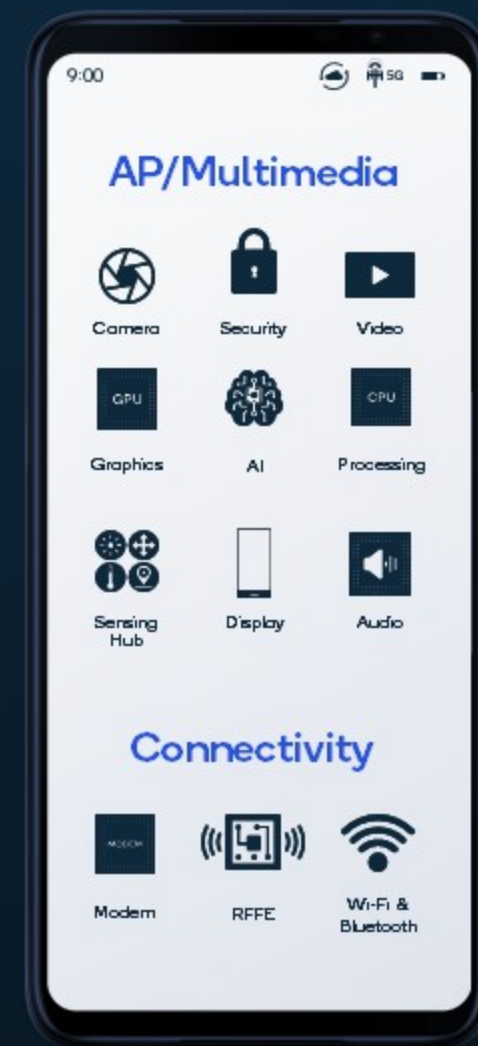 9:00 5G
AP/Multimedia
Camera Security Video
GPU CPU
Graphics AI Processing
Sensing Display Audio
Hub
Connectivity
MODEM
Modem RFFE Wi-Fi &
Bluetooth